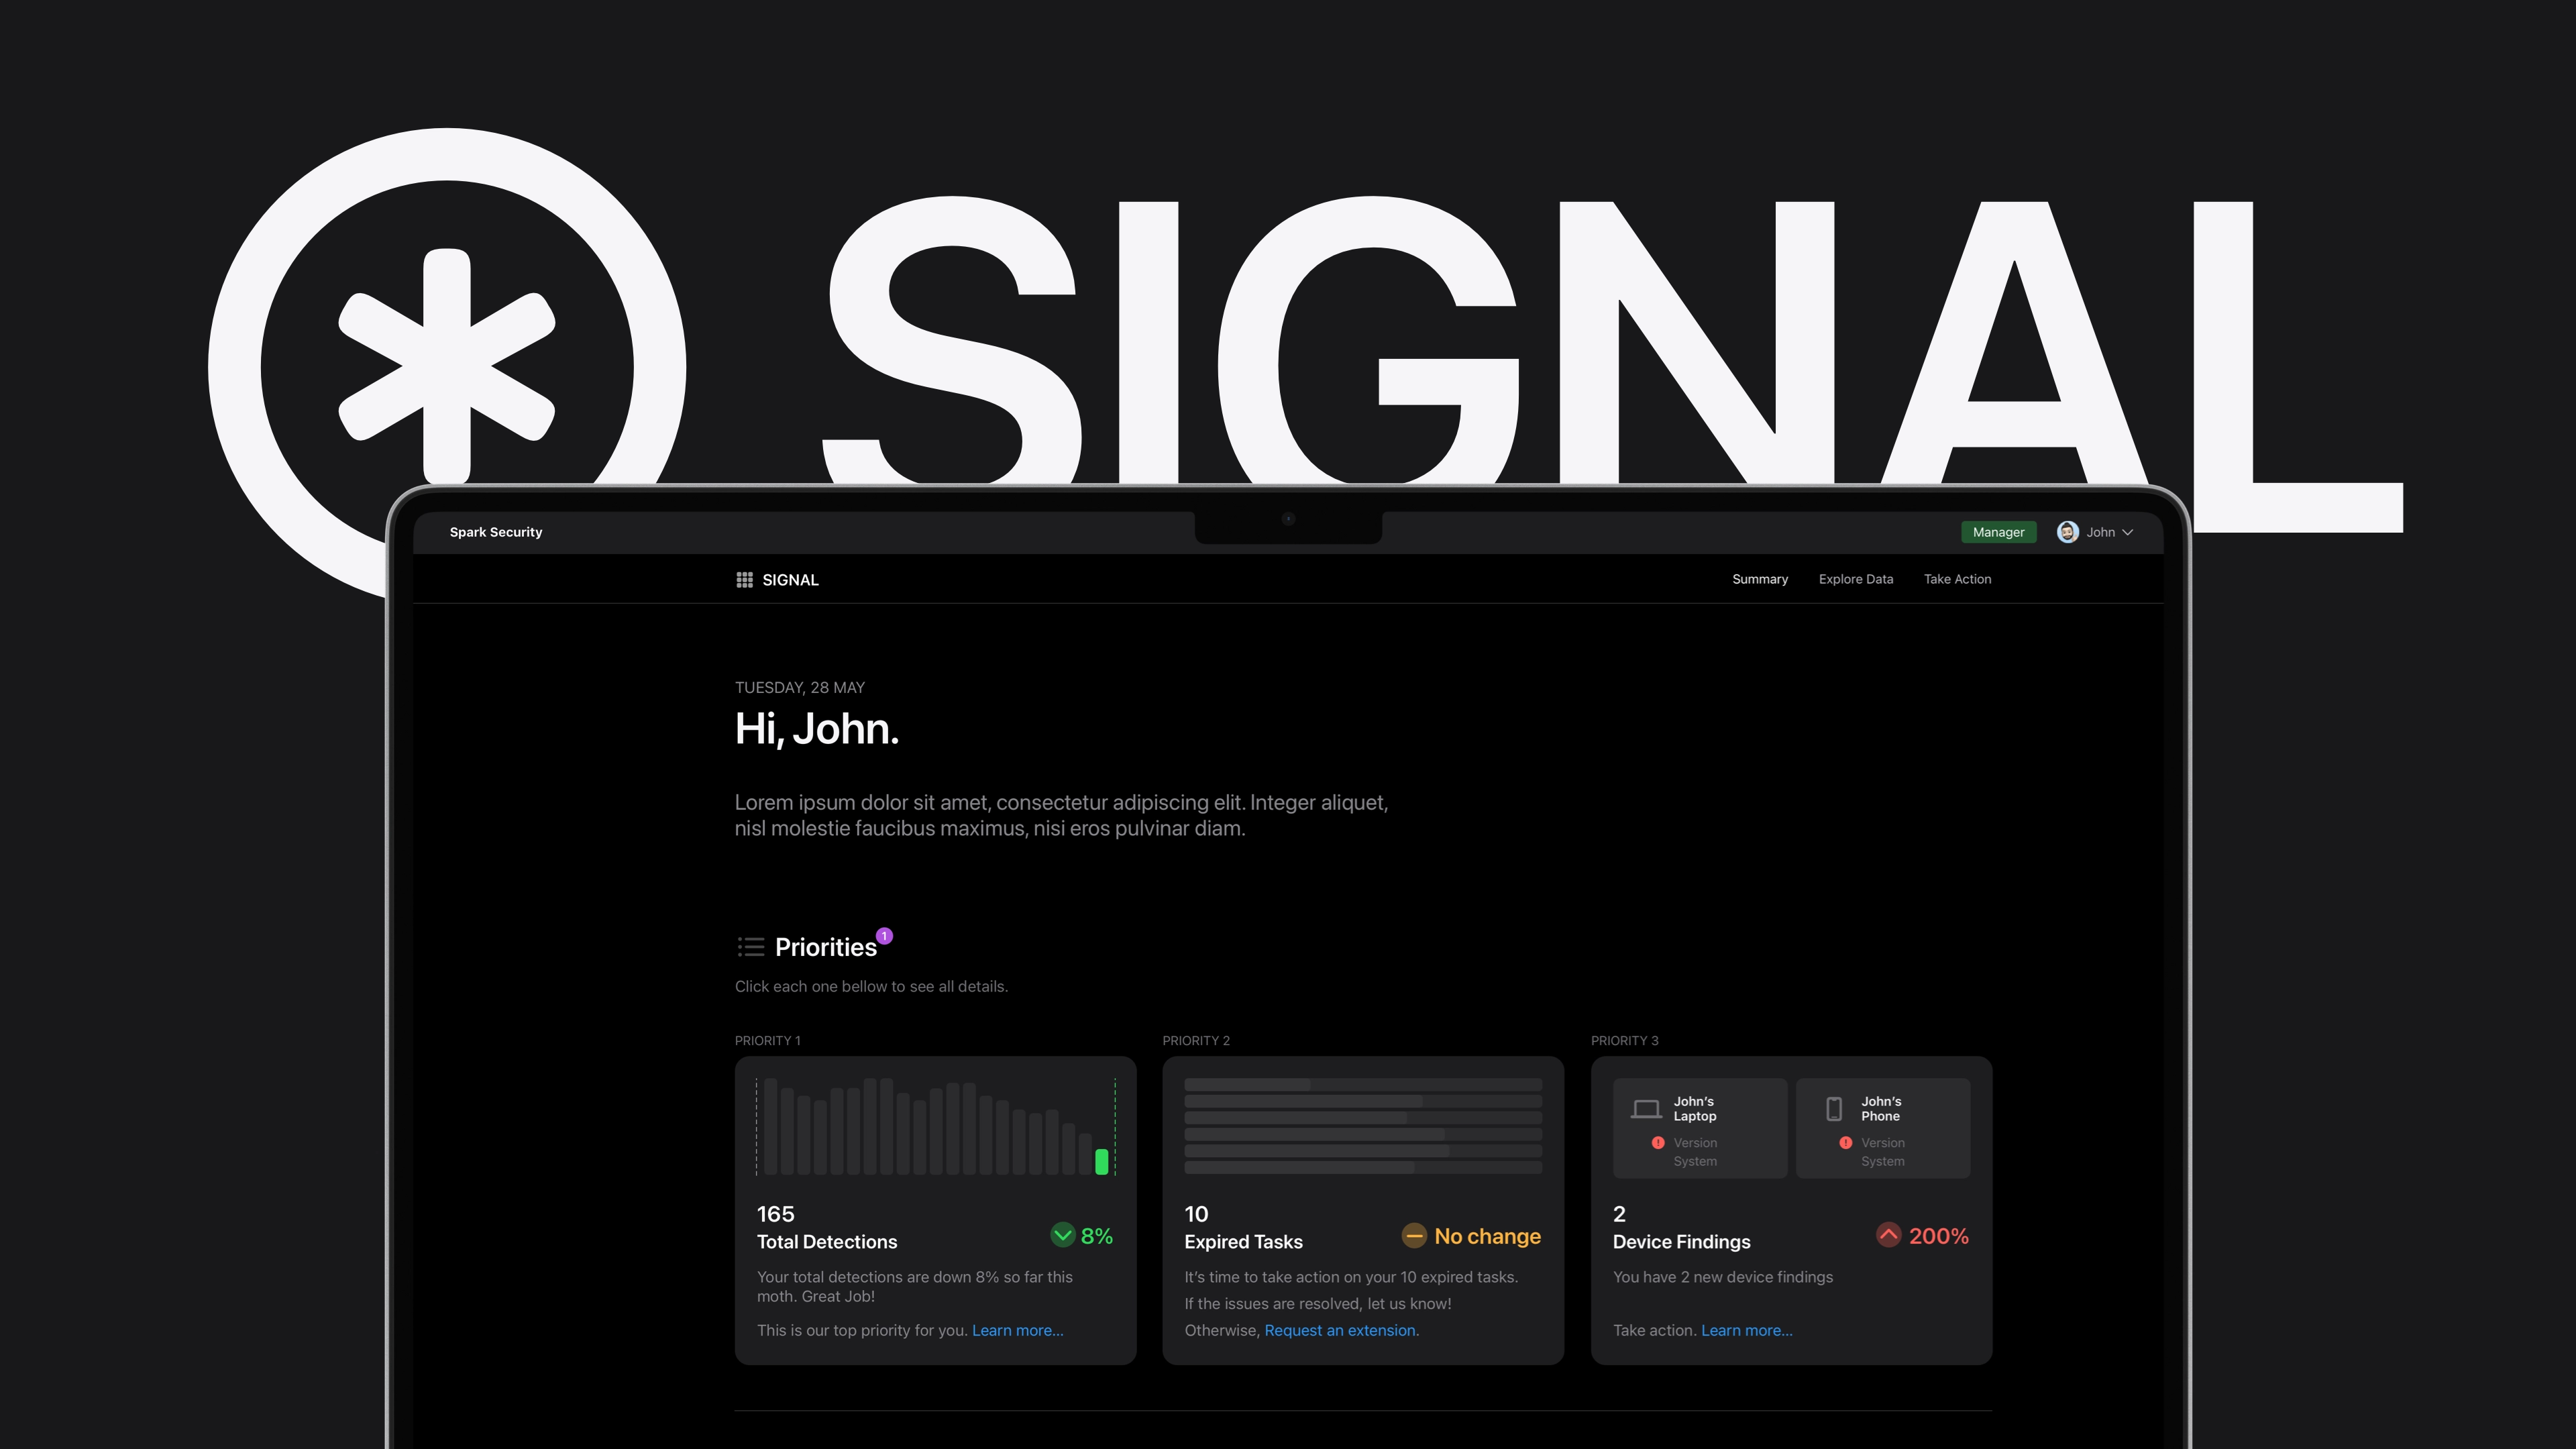 SIGNAL
Spark Security
Manager
John
SIGNAL
Summary
Explore Data
Take Action
TUESDAY, 28 MAY
Hi, John.
Lorem ipsum dolor sit amet, consectetur adipiscing elit. Integer aliquet,
nisl molestie faucibus maximus, nisi eros pulvinar diam.
Priorities
1
Click each one bellow to see all details.
PRIORITY 1
165
Total Detections
8%
Your total detections are down 8% so far this
moth. Great Job!
This is our top priority for you. Learn more...
PRIORITY 2
10
Expired Tasks
No change
It’s time to take action on your 10 expired tasks.
If the issues are resolved, let us know!
Otherwise, Request an extension.
PRIORITY 3
John’s
Laptop
Version
System
John’s
Phone
Version
System
2
Device Findings
200%
You have 2 new device findings
Take action. Learn more...